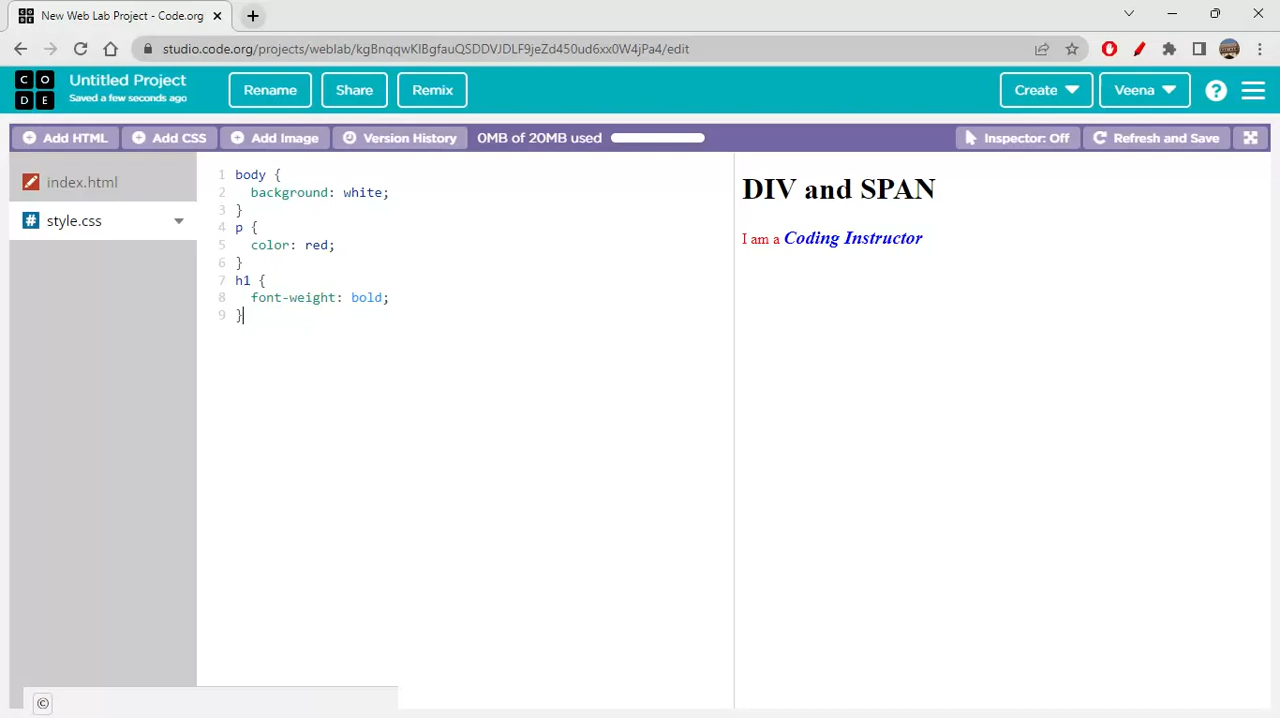 New Web Lab Project - Code.org
studio.code.org/projects/weblab/kgBnqqwKIBgfauQSDDVJDLF9jeZd450ud6xx0W4jPa4/edit
C O D E
Untitled Project
Saved a few seconds ago
Rename
Share
Remix
Create
Veena
?
Add HTML
Add CSS
Add Image
Version History
0MB of 20MB used
Inspector: Off
Refresh and Save
index.html
# style.css
1 body {
2 background: white;
3 }
4 p {
5 color: red;
6 }
7 h1 {
8 font-weight: bold;
9 }
DIV and SPAN
I am a Coding Instructor
©